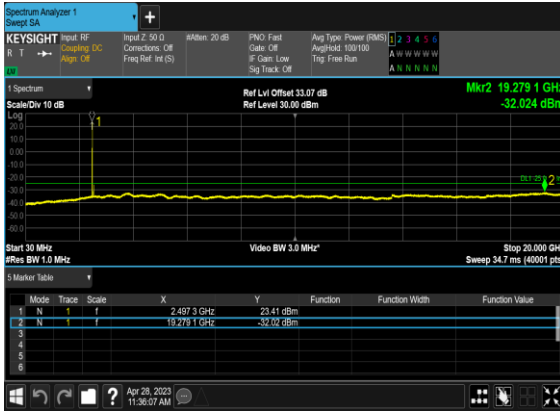 Spectrum Analyzer 1
Swept SA
+
KEYSIGHT
R T
LV
Input: RF
Coupling: DC
Align: Off
Input Z: 50 Ω
Corrections: Off
Freq Ref: Int (S)
#Atten: 20 dB
PNO: Fast
Gate: Off
IF Gain: Low
Sig Track: Off
Avg Type: Power (RMS)
Avg|Hold: 100/100
Trig: Free Run
1 2 3 4 5 6
A W W W W W
A N N N N N
1 Spectrum
Scale/Div 10 dB
Log
Ref Lvl Offset 33.07 dB
Ref Level 30.00 dBm
Mkr2 19.279 1 GHz
-32.024 dBm
20.0
10.0
0.00
-10.0
-20.0
-30.0
-40.0
-50.0
-60.0
1
2
Start 30 MHz
#Res BW 1.0 MHz
Video BW 3.0 MHz*
Stop 20.000 GHz
Sweep 34.7 ms (40001 pts)
5 Marker Table
Mode Trace Scale X Y Function Function Width Function Value
1 N 1 f 2.497 3 GHz 23.41 dBm
2 N 1 f 19.279 1 GHz -32.02 dBm
3
4
5
6
?
Apr 28, 2023
11:36:07 AM